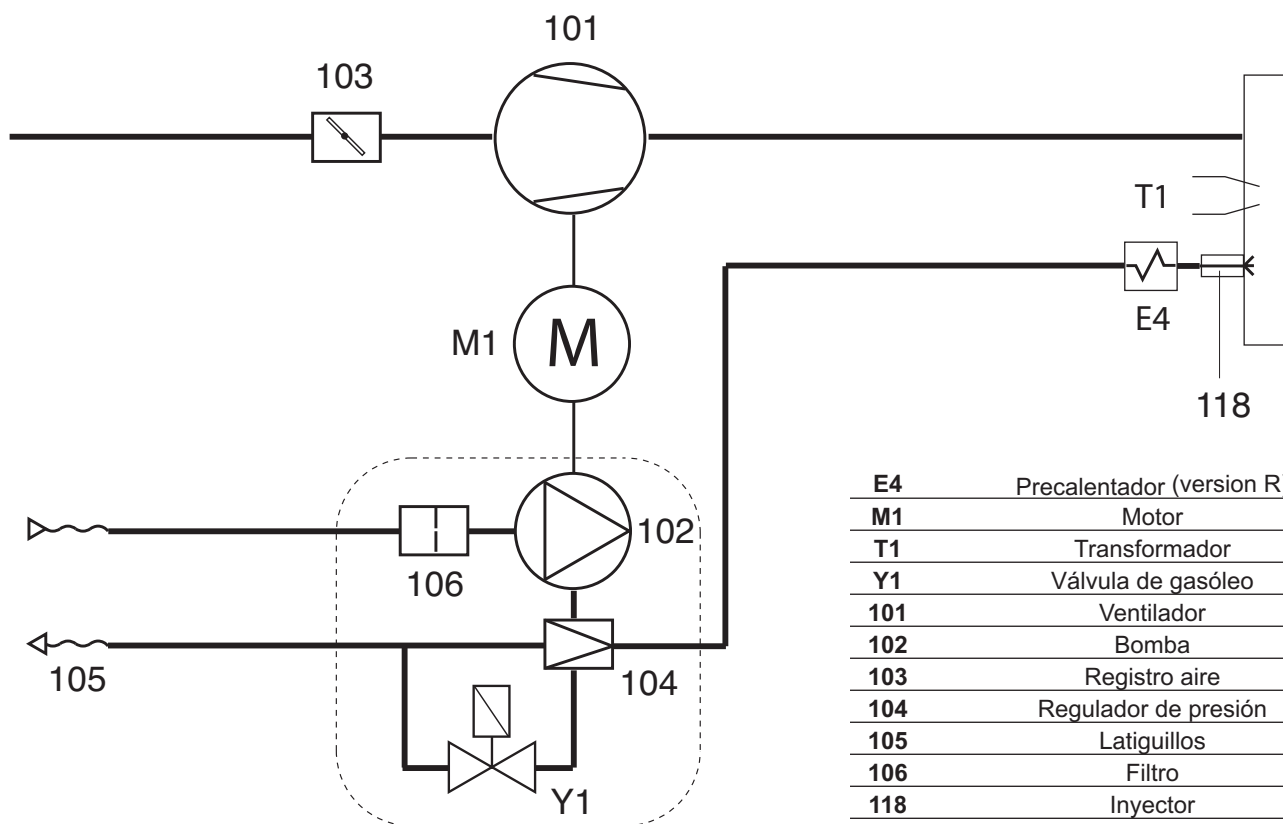 101
103
T1
M1 M
E4
118
102
106
105
104
Y1
E4 Precalentador (version R
M1 Motor
T1 Transformador
Y1 Válvula de gasóleo
101 Ventilador
102 Bomba
103 Registro aire
104 Regulador de presión
105 Latiguillos
106 Filtro
118 Inyector